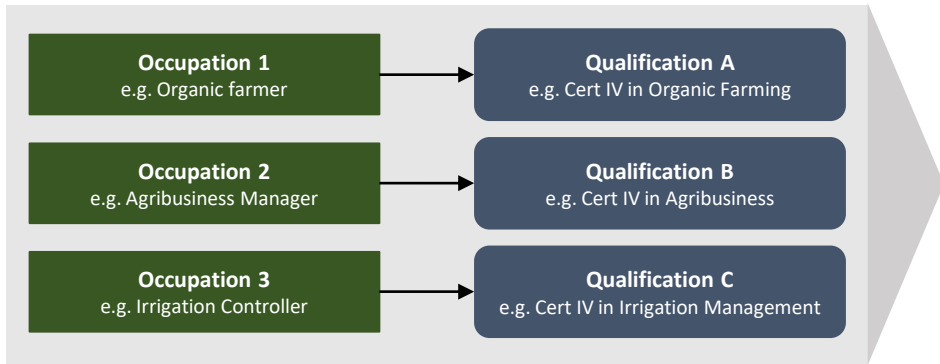 Occupation 1
e.g. Organic farmer
Qualification A
e.g. Cert IV in Organic Farming
Occupation 2
e.g. Agribusiness Manager
Qualification B
e.g. Cert IV in Agribusiness
Occupation 3
e.g. Irrigation Controller
Qualification C
e.g. Cert IV in Irrigation Management